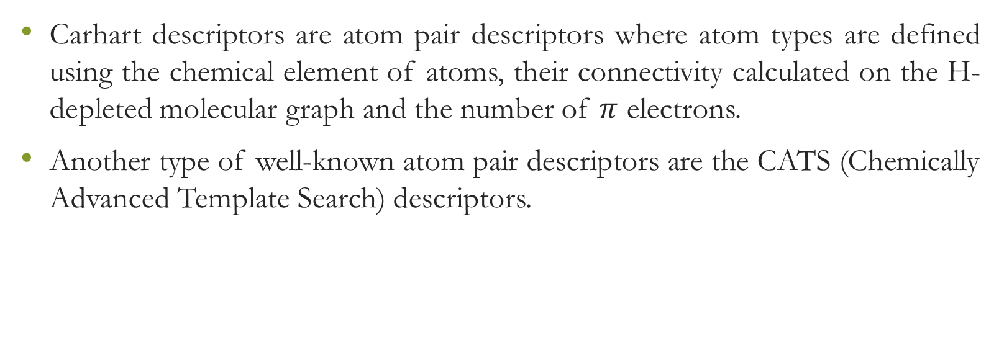 • Carhart descriptors are atom pair descriptors where atom types are defined
using the chemical element of atoms, their connectivity calculated on the H-
depleted molecular graph and the number of π electrons.
• Another type of well-known atom pair descriptors are the CATS (Chemically
Advanced Template Search) descriptors.